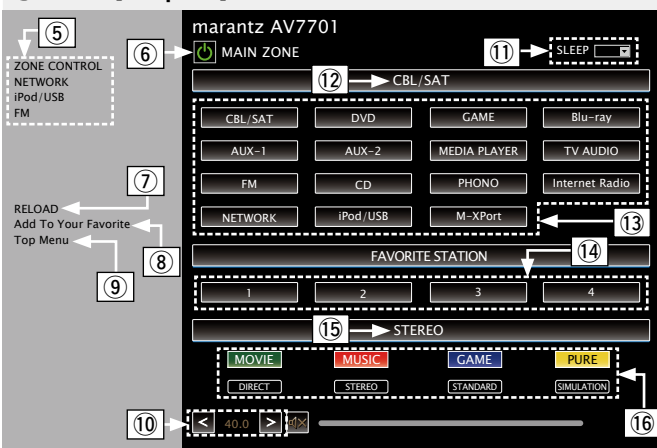 ⑤
ZONE CONTROL
NETWORK
iPod/USB
FM
⑦
RELOAD
Add To Your Favorite
Top Menu
⑧
⑨
marantz AV7701
⑥ MAIN ZONE ⑪ SLEEP
⑫ CBL/SAT
CBL/SAT DVD GAME Blu-ray
AUX-1 AUX-2 MEDIA PLAYER TV AUDIO
FM CD PHONO Internet Radio
NETWORK iPod/USB M-XPort ⑬
FAVORITE STATION ⑭
1 2 3 4
⑮ STEREO
MOVIE MUSIC GAME PURE
DIRECT STEREO STANDARD SIMULATION
⑩ < 40.0 > ⑯